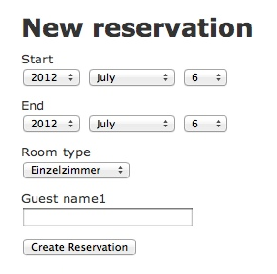 New reservation
Start
2012 July 6
End
2012 July 6
Room type
Einzelzimmer
Guest name1
Create Reservation